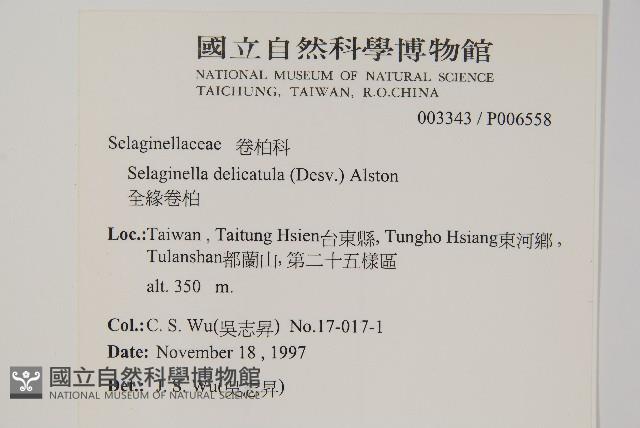 國立自然科學博物館
NATIONAL MUSEUM OF NATURAL SCIENCE
TAICHUNG, TAIWAN, R.O.CHINA
003343 / P006558
Selaginellaceae 卷柏科
Selaginella delicatula (Desv.) Alston
全緣卷柏
Loc.:Taiwan , Taitung Hsien台東縣, Tungho Hsiang東河鄉 ,
Tulanshan都蘭山, 第二十五樣區
alt. 350 m.
Col.:C. S. Wu(吳志昇) No.17-017-1
Date: November 18 , 1997
Det.: J. S. Wu(吳志昇)
國立自然科學博物館
NATIONAL MUSEUM OF NATURAL SCIENCE